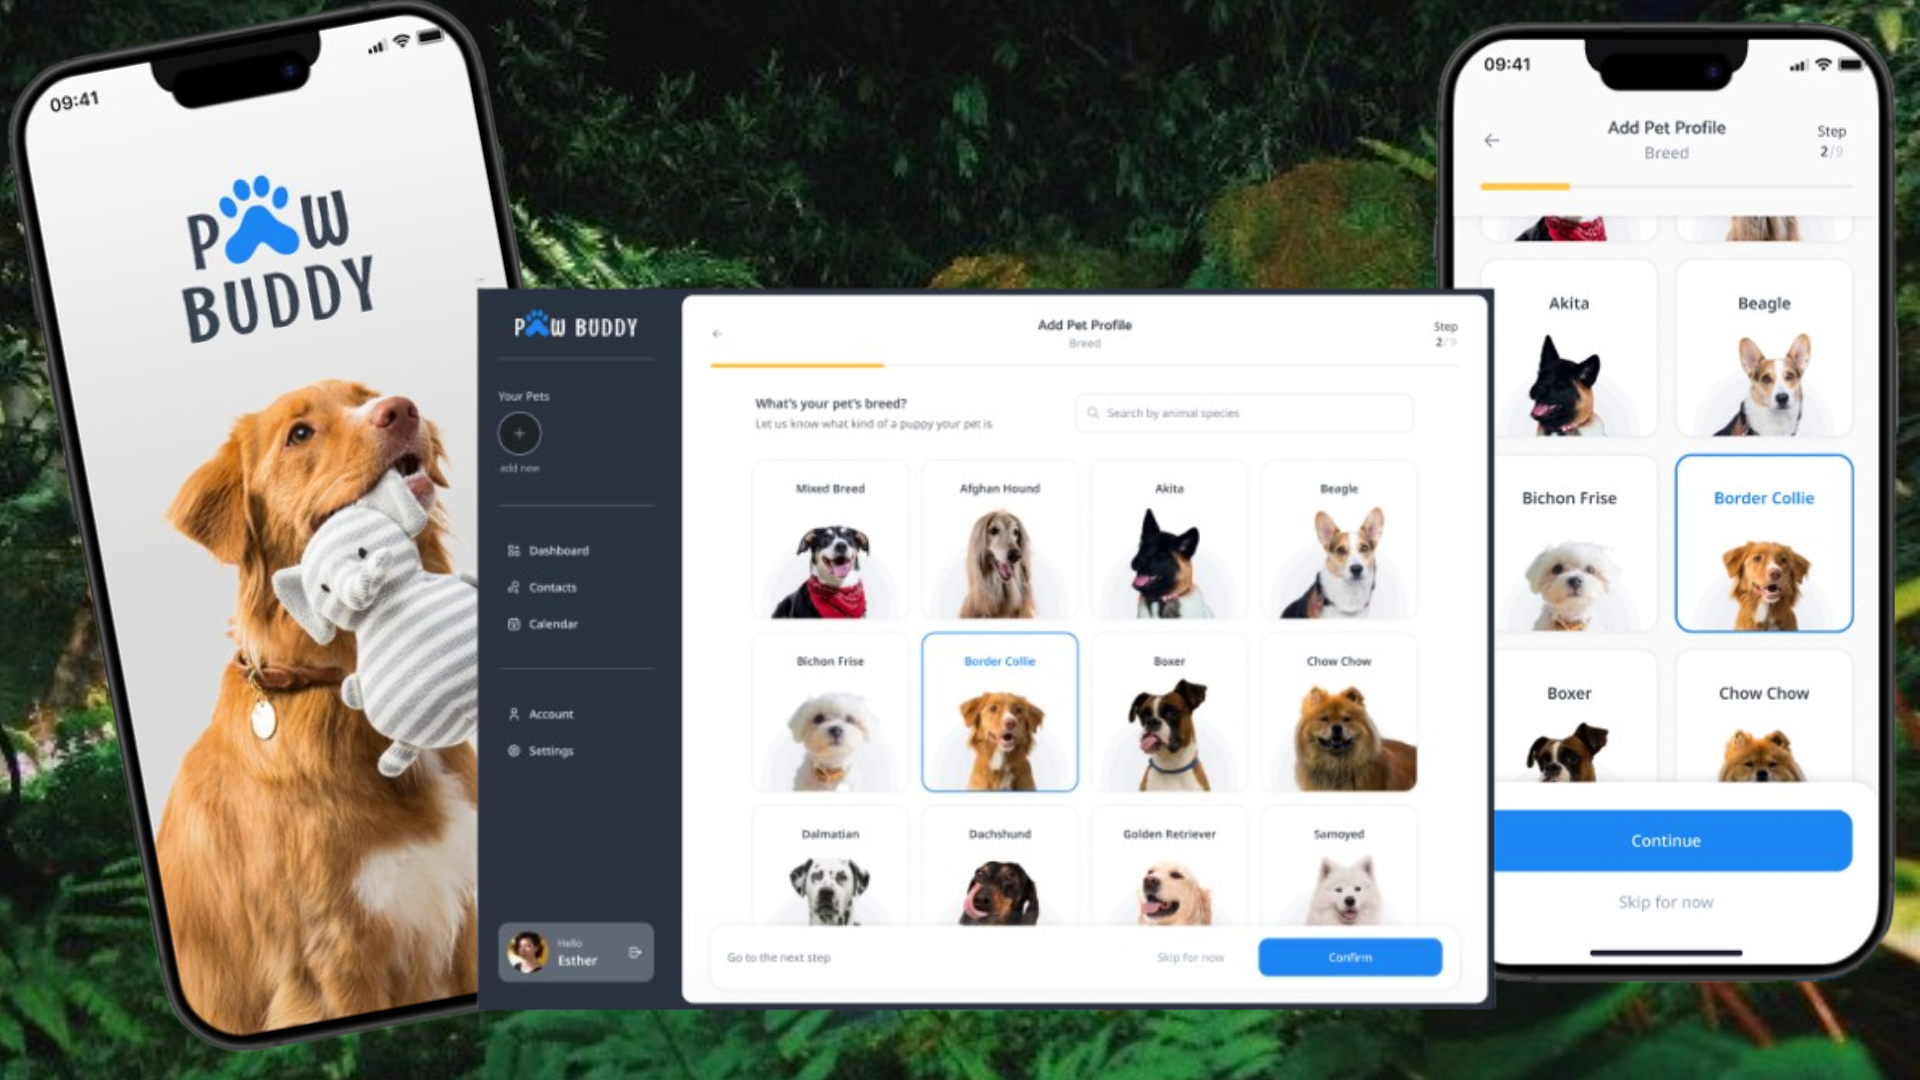 09:41
PAW
BUDDY
PAW BUDDY
Your Pets
add new
Dashboard
Contacts
Calendar
Account
Settings
Hello
Esther
Add Pet Profile
Breed
Step
2/9
What's your pet's breed?
Let us know what kind of a puppy your pet is
Search by animal species
Mixed Breed
Afghan Hound
Akita
Beagle
Bichon Frise
Border Collie
Boxer
Chow Chow
Dalmatian
Dachshund
Golden Retriever
Samoyed
Go to the next step
Skip for now
Confirm
09:41
Add Pet Profile
Breed
Step
2/9
Akita
Beagle
Bichon Frise
Border Collie
Boxer
Chow Chow
Continue
Skip for now